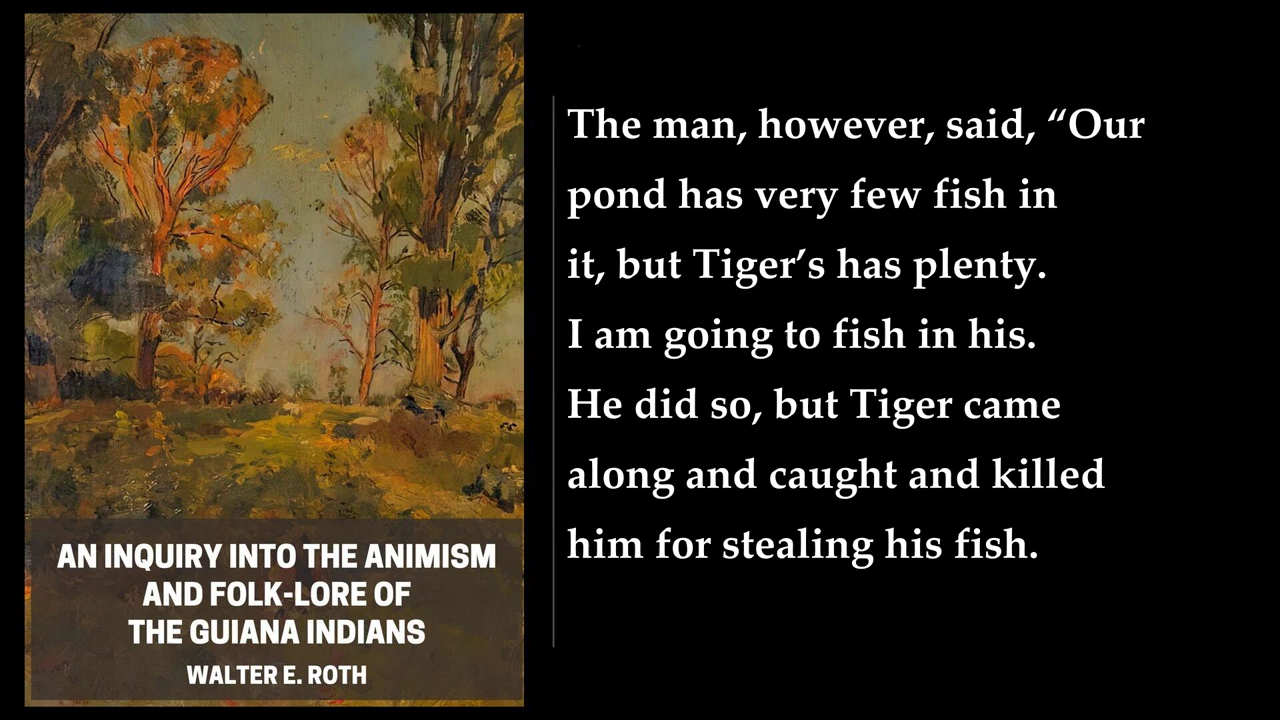 AN INQUIRY INTO THE ANIMISM
AND FOLK-LORE OF
THE GUIANA INDIANS
WALTER E. ROTH
The man, however, said, “Our
pond has very few fish in
it, but Tiger’s has plenty.
I am going to fish in his.
He did so, but Tiger came
along and caught and killed
him for stealing his fish.